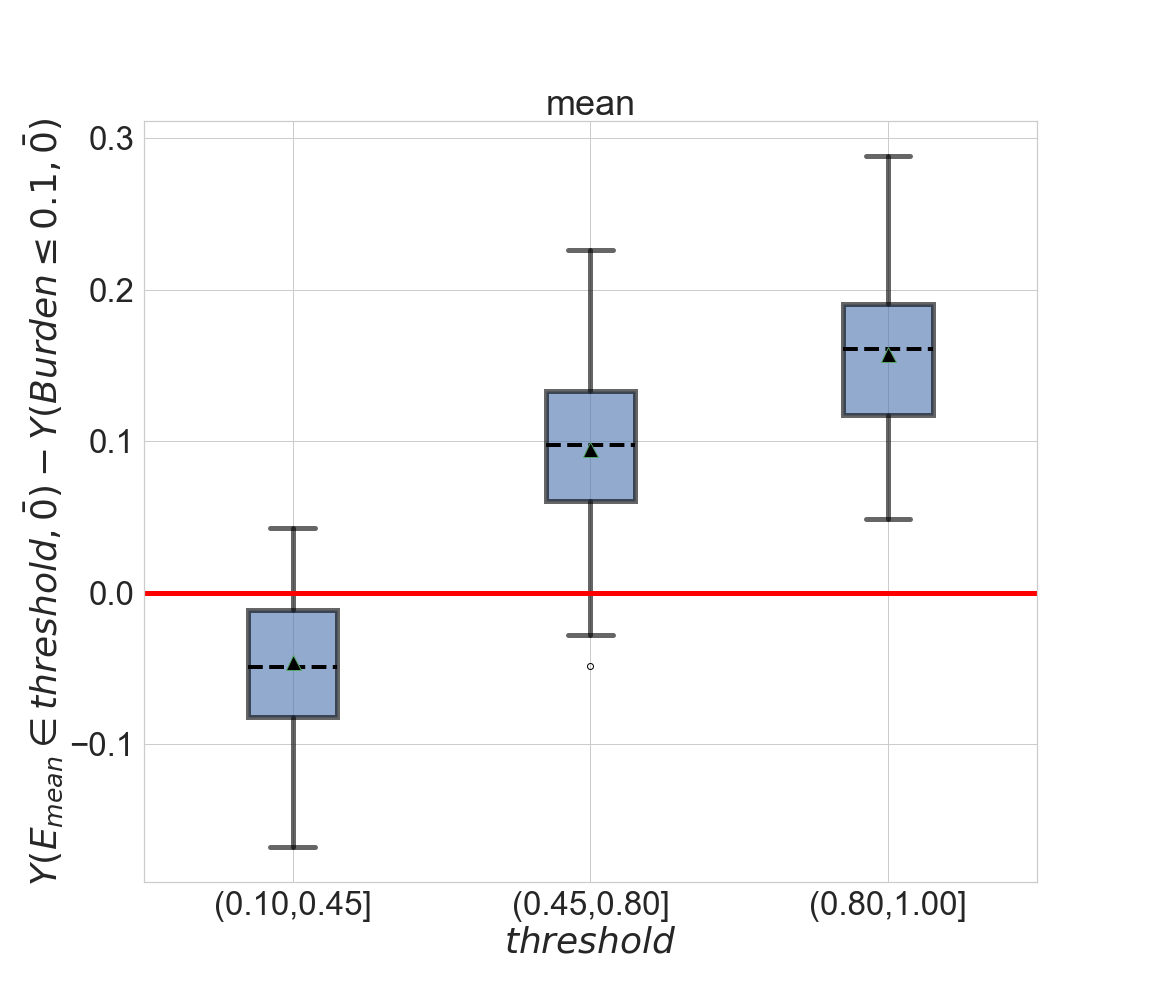 mean
Y(E_mean ∈ threshold, 0̄) − Y(Burden ≤ 0.1, 0̄)
0.3
0.2
0.1
0.0
−0.1
(0.10,0.45] (0.45,0.80] (0.80,1.00]
threshold